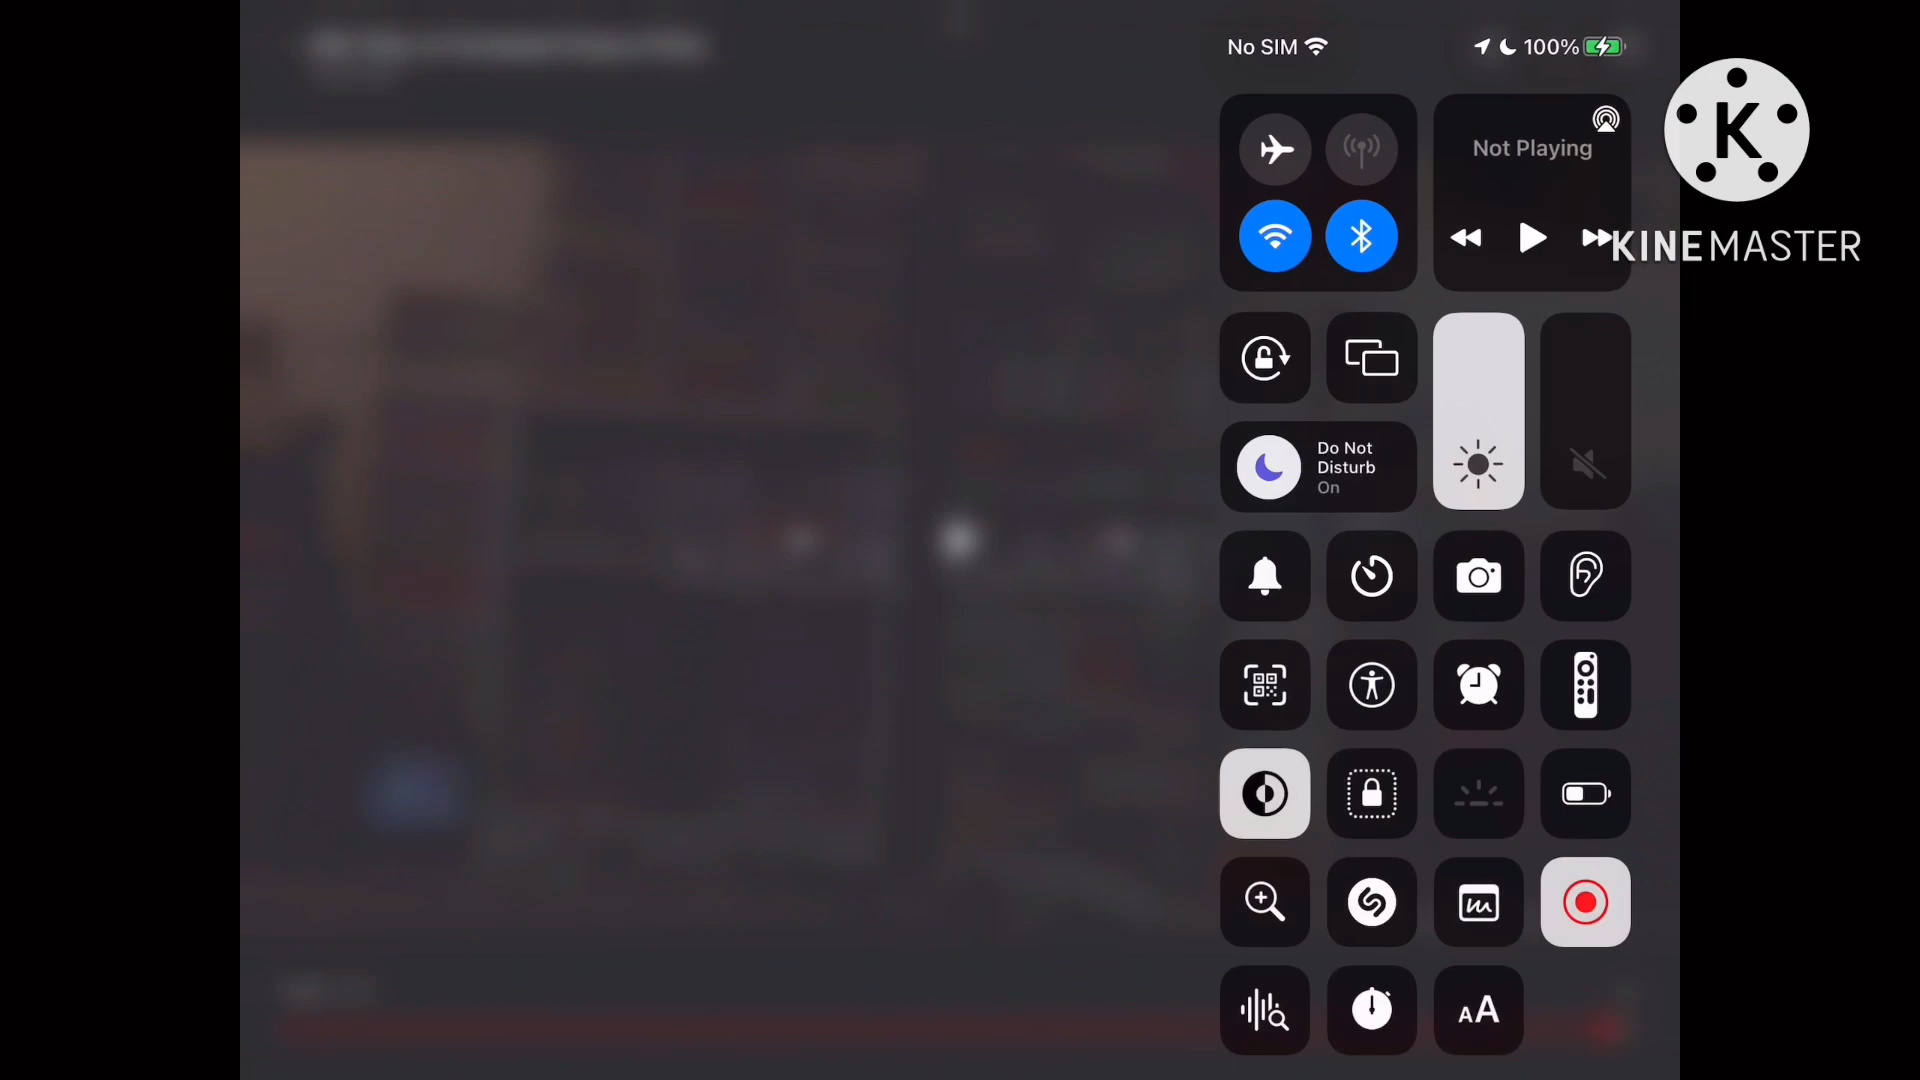 No SIM
100%
Not Playing
K
KINEMASTER
Do Not
Disturb
On
AA